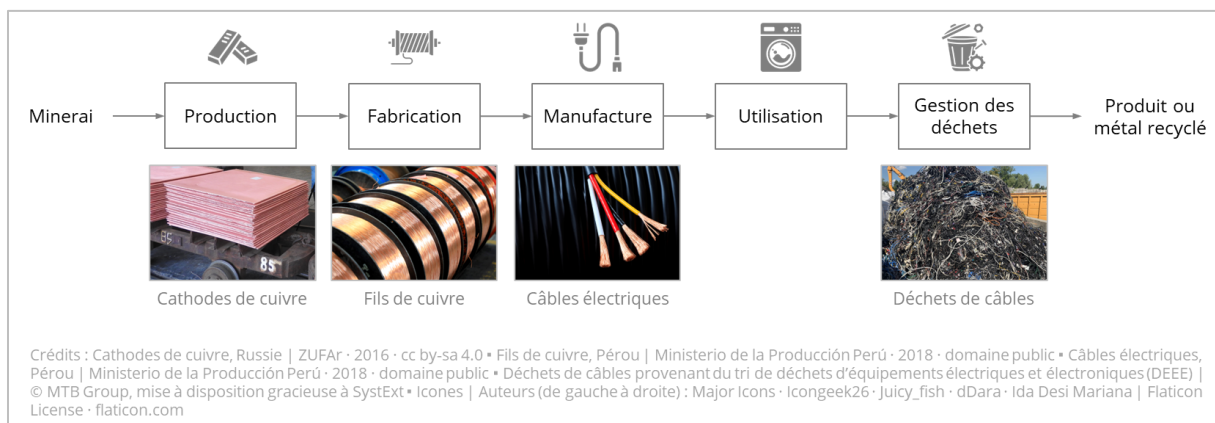 Minerai
Production
Fabrication
Manufacture
Utilisation
Gestion des
déchets
Produit ou
métal recyclé
85
85
Cathodes de cuivre
Fils de cuivre
Câbles électriques
Déchets de câbles
Crédits : Cathodes de cuivre, Russie | ZUFAr · 2016 · cc by-sa 4.0 ▪ Fils de cuivre, Pérou | Ministerio de la Producción Perú · 2018 · domaine public ▪ Câbles électriques,
Pérou | Ministerio de la Producción Perú · 2018 · domaine public ▪ Déchets de câbles provenant du tri de déchets d'équipements électriques et électroniques (DEEE) |
© MTB Group, mise à disposition gracieuse à SystExt ▪ Icones | Auteurs (de gauche à droite) : Major Icons · Icongeek26 · Juicy_fish · dDara · Ida Desi Mariana | Flaticon
License · flaticon.com